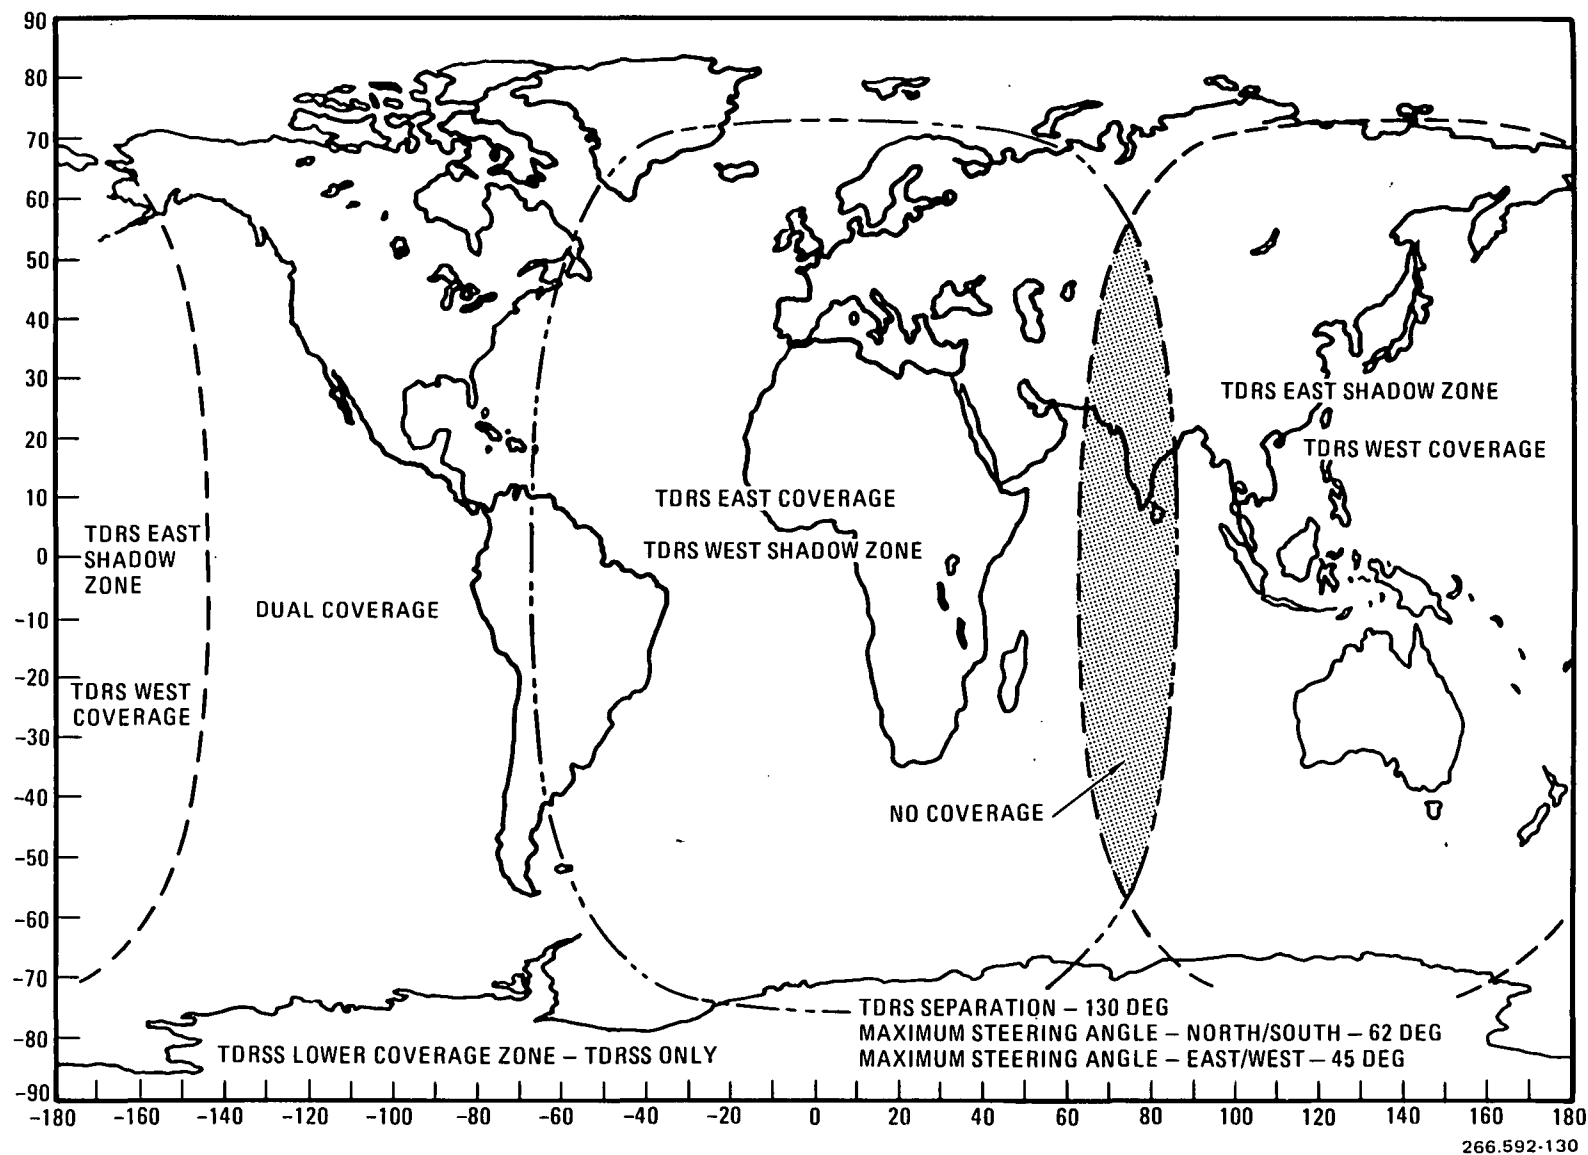 90
80
70
60
50
40
30
20
10
0
-10
-20
-30
-40
-50
-60
-70
-80
-90
TDRS EAST SHADOW ZONE
TDRS WEST COVERAGE
TDRS EAST COVERAGE
TDRS WEST SHADOW ZONE
TDRS EAST
SHADOW
ZONE
DUAL COVERAGE
TDRS WEST
COVERAGE
NO COVERAGE
TDRS SEPARATION – 130 DEG
MAXIMUM STEERING ANGLE – NORTH/SOUTH – 62 DEG
MAXIMUM STEERING ANGLE – EAST/WEST – 45 DEG
TDRSS LOWER COVERAGE ZONE – TDRSS ONLY
-180 -140 -120 -100 -80 -60 -40 -20 0 20 40 60 80 100 120 140 160 180
266.592-130